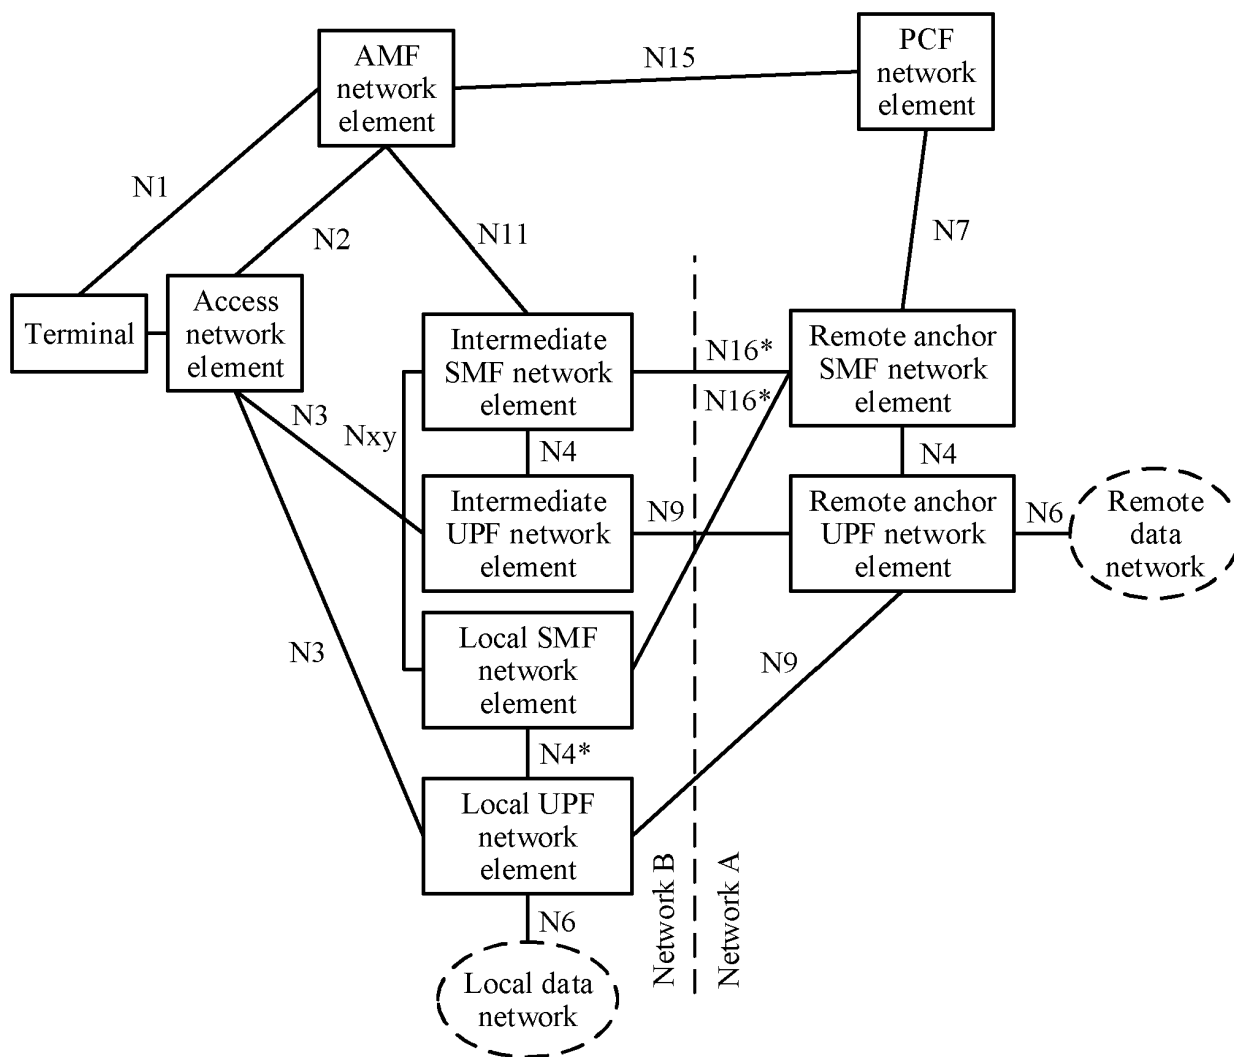 AMF
network
element
N15
PCF
network
element
N1
N2
N11
N7
Terminal
Access
network
element
Intermediate
SMF network
element
N16*
N16*
Remote anchor
SMF network
element
N3
Nxy
N4
N4
Intermediate
UPF network
element
N9
Remote anchor
UPF network
element
N6
Remote
data
network
N3
Local SMF
network
element
N9
N4*
Local UPF
network
element
Network B
Network A
N6
Local data
network